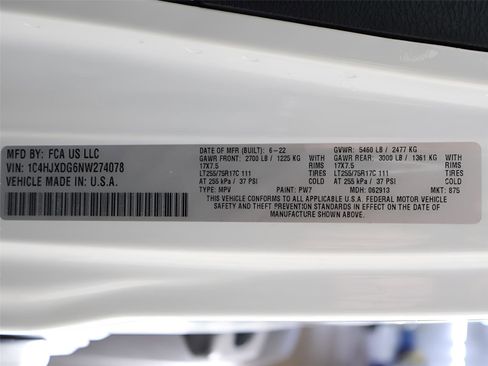 MFD BY: FCA US LLC
VIN: 1C4HJXDG6NW274078
VEHICLE MADE IN U.S.A.
DATE OF MFR (BUILT): 6-22 GVWR: 5460 LB / 2477 KG
GAWR FRONT: 2700 LB / 1225 KG WITH GAWR REAR: 3000 LB / 1361 KG WITH
17X7.5 RIMS 17X7.5 RIMS
LT255/75R17C 111 TIRES LT255/75R17C 111 TIRES
AT 255 kPa / 37 PSI AT 255 kPa / 37 PSI
TYPE: MPV PAINT: PW7 MDH: 062913 MKT: 875
THIS VEHICLE CONFORMS TO ALL APPLICABLE U.S.A. FEDERAL MOTOR VEHICLE
SAFETY AND THEFT PREVENTION STANDARDS IN EFFECT ON THE DATE OF
MANUFACTURE SHOWN ABOVE.